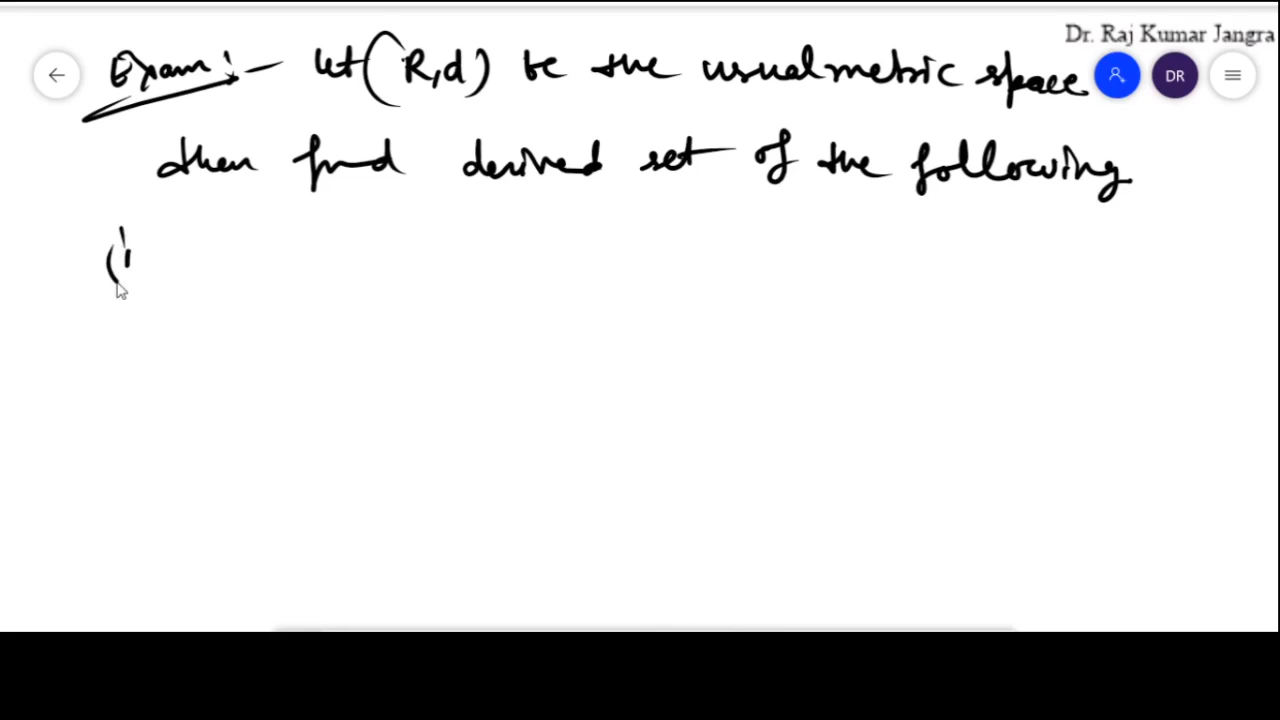 Dr. Raj Kumar Jangra
Exam:- let (R,d) be the usual metric space
DR
then find derived set of the following
(i